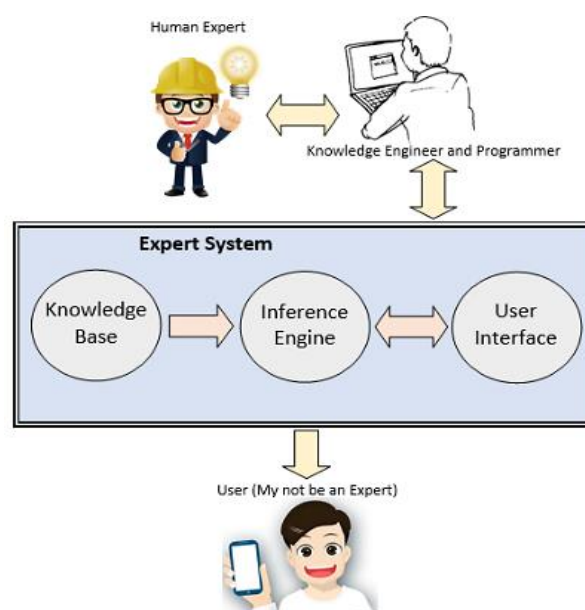 Human Expert
Knowledge Engineer and Programmer
Expert System
Knowledge
Base
Inference
Engine
User
Interface
User (My not be an Expert)